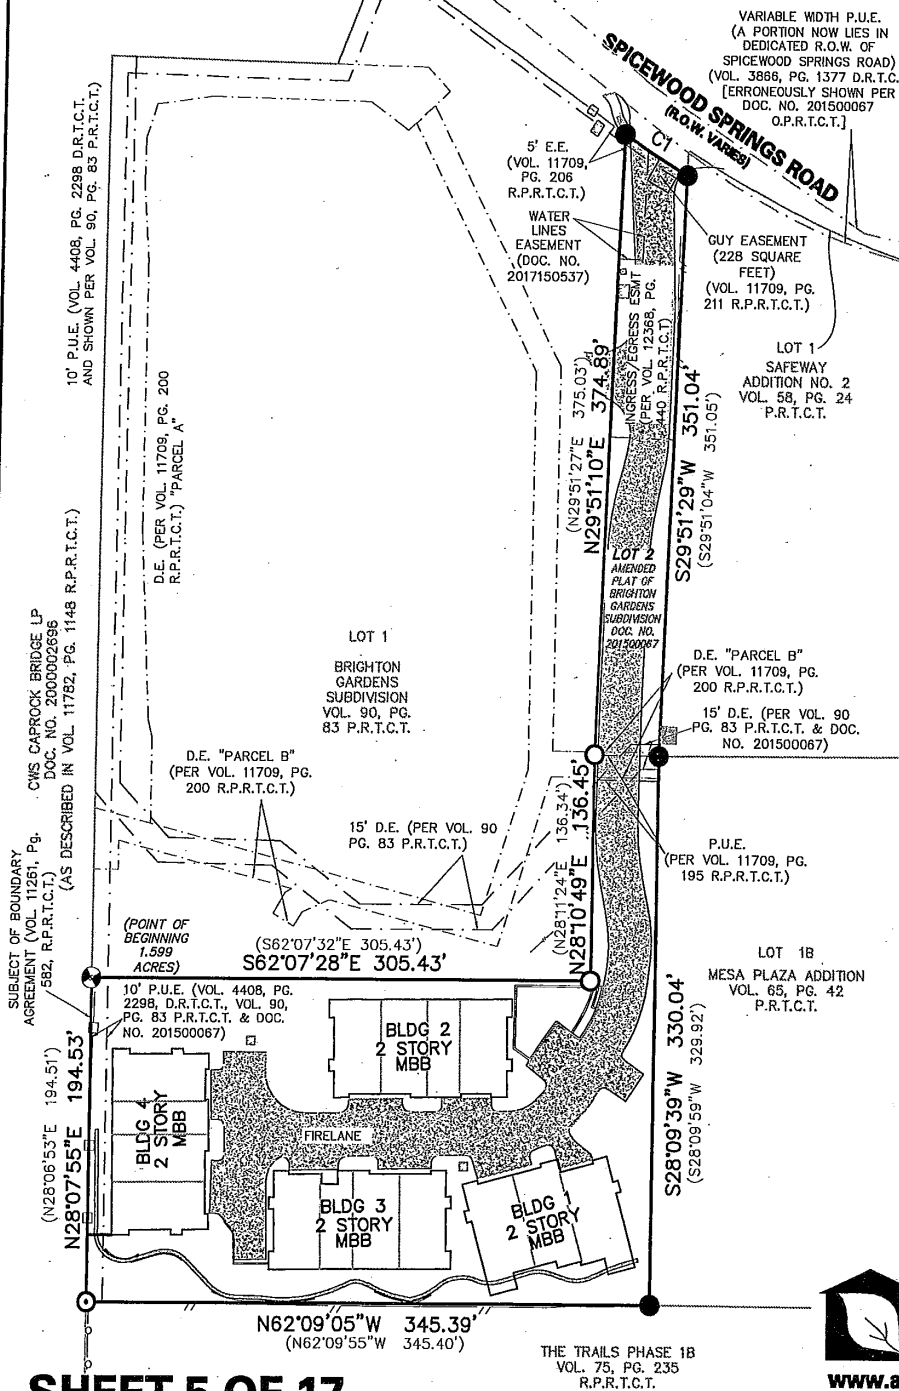 VARIABLE WIDTH P.U.E.
(A PORTION NOW LIES IN
DEDICATED R.O.W. OF
SPICEWOOD SPRINGS ROAD)
(VOL. 3866, PG. 1377 D.R.T.C.
[ERRONEOUSLY SHOWN PER
DOC. NO. 201500067
O.P.R.T.C.T.]
SPICEWOOD SPRINGS ROAD
(R.O.W. VARIES)
C1
10' P.U.E. (VOL. 4408, PG. 2298 D.R.T.C.T.
AND SHOWN PER VOL. 90, PG. 83 P.R.T.C.T.)
5' E.E.
(VOL. 11709,
PG. 206
R.P.R.T.C.T.)
WATER
LINES
EASEMENT
(DOC. NO.
2017150537)
GUY EASEMENT
(228 SQUARE
FEET)
(VOL. 11709, PG.
211 R.P.R.T.C.T.)
LOT 1
SAFEWAY
ADDITION NO. 2
VOL. 58, PG. 24
P.R.T.C.T.
INGRESS/EGRESS ESMT
(PER VOL. 12368, PG.
440 R.P.R.T.C.T)
(N29°51'27"E 375.03')
N29°51'10"E 374.89'
S29°51'29"W 351.04'
(S29°51'04"W 351.05')
D.E. (PER VOL. 11709, PG. 200
R.P.R.T.C.T.) "PARCEL A"
LOT 2
AMENDED
PLAT OF
BRIGHTON
GARDENS
SUBDIVISION
DOC. NO.
201500067
LOT 1
BRIGHTON
GARDENS
SUBDIVISION
VOL. 90, PG.
83 P.R.T.C.T.
D.E. "PARCEL B"
(PER VOL. 11709, PG.
200 R.P.R.T.C.T.)
15' D.E. (PER VOL. 90
PG. 83 P.R.T.C.T. & DOC.
NO. 201500067)
CWS CAPROCK BRIDGE LP
DOC. NO. 2000002696
(AS DESCRIBED IN VOL. 11782, PG. 1148 R.P.R.T.C.T.)
D.E. "PARCEL B"
(PER VOL. 11709, PG.
200 R.P.R.T.C.T.)
15' D.E. (PER VOL. 90
PG. 83 P.R.T.C.T.)
(N28°11'24"E 136.34')
N28°10'49"E 136.45'
P.U.E.
(PER VOL. 11709, PG.
195 R.P.R.T.C.T.)
SUBJECT OF BOUNDARY
AGREEMENT (VOL. 11261, Pg.
582, R.P.R.T.C.T.)
(POINT OF
BEGINNING
1.599
ACRES)
(S62°07'32"E 305.43')
S62°07'28"E 305.43'
LOT 1B
MESA PLAZA ADDITION
VOL. 65, PG. 42
P.R.T.C.T.
10' P.U.E. (VOL. 4408, PG.
2298, D.R.T.C.T., VOL. 90,
PG. 83 P.R.T.C.T. & DOC.
NO. 201500067)
(N28°06'53"E 194.51')
N28°07'55"E 194.53'
BLDG 2
2 STORY
MBB
BLDG 4
2 STORY
MBB
FIRELANE
BLDG 3
2 STORY
MBB
BLDG 1
2 STORY
MBB
S28°09'39"W 330.04'
(S28°09'59"W 329.92')
N62°09'05"W 345.39'
(N62°09'55"W 345.40')
THE TRAILS PHASE 1B
VOL. 75, PG. 235
R.P.R.T.C.T.
SHEET 5 OF 17
www.a